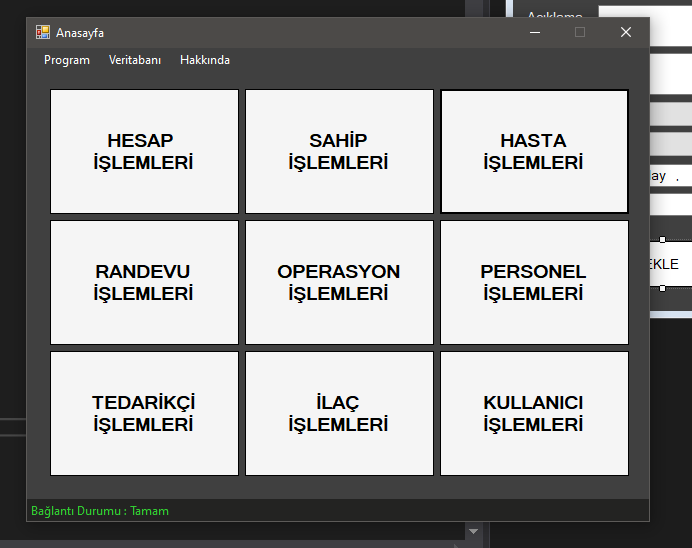 Açıklama
Anasayfa
Program Veritabanı Hakkında
HESAP
İŞLEMLERİ
SAHİP
İŞLEMLERİ
HASTA
İŞLEMLERİ
RANDEVU
İŞLEMLERİ
OPERASYON
İŞLEMLERİ
PERSONEL
İŞLEMLERİ
TEDARİKÇİ
İŞLEMLERİ
İLAÇ
İŞLEMLERİ
KULLANICI
İŞLEMLERİ
ay .
EKLE
Bağlantı Durumu : Tamam